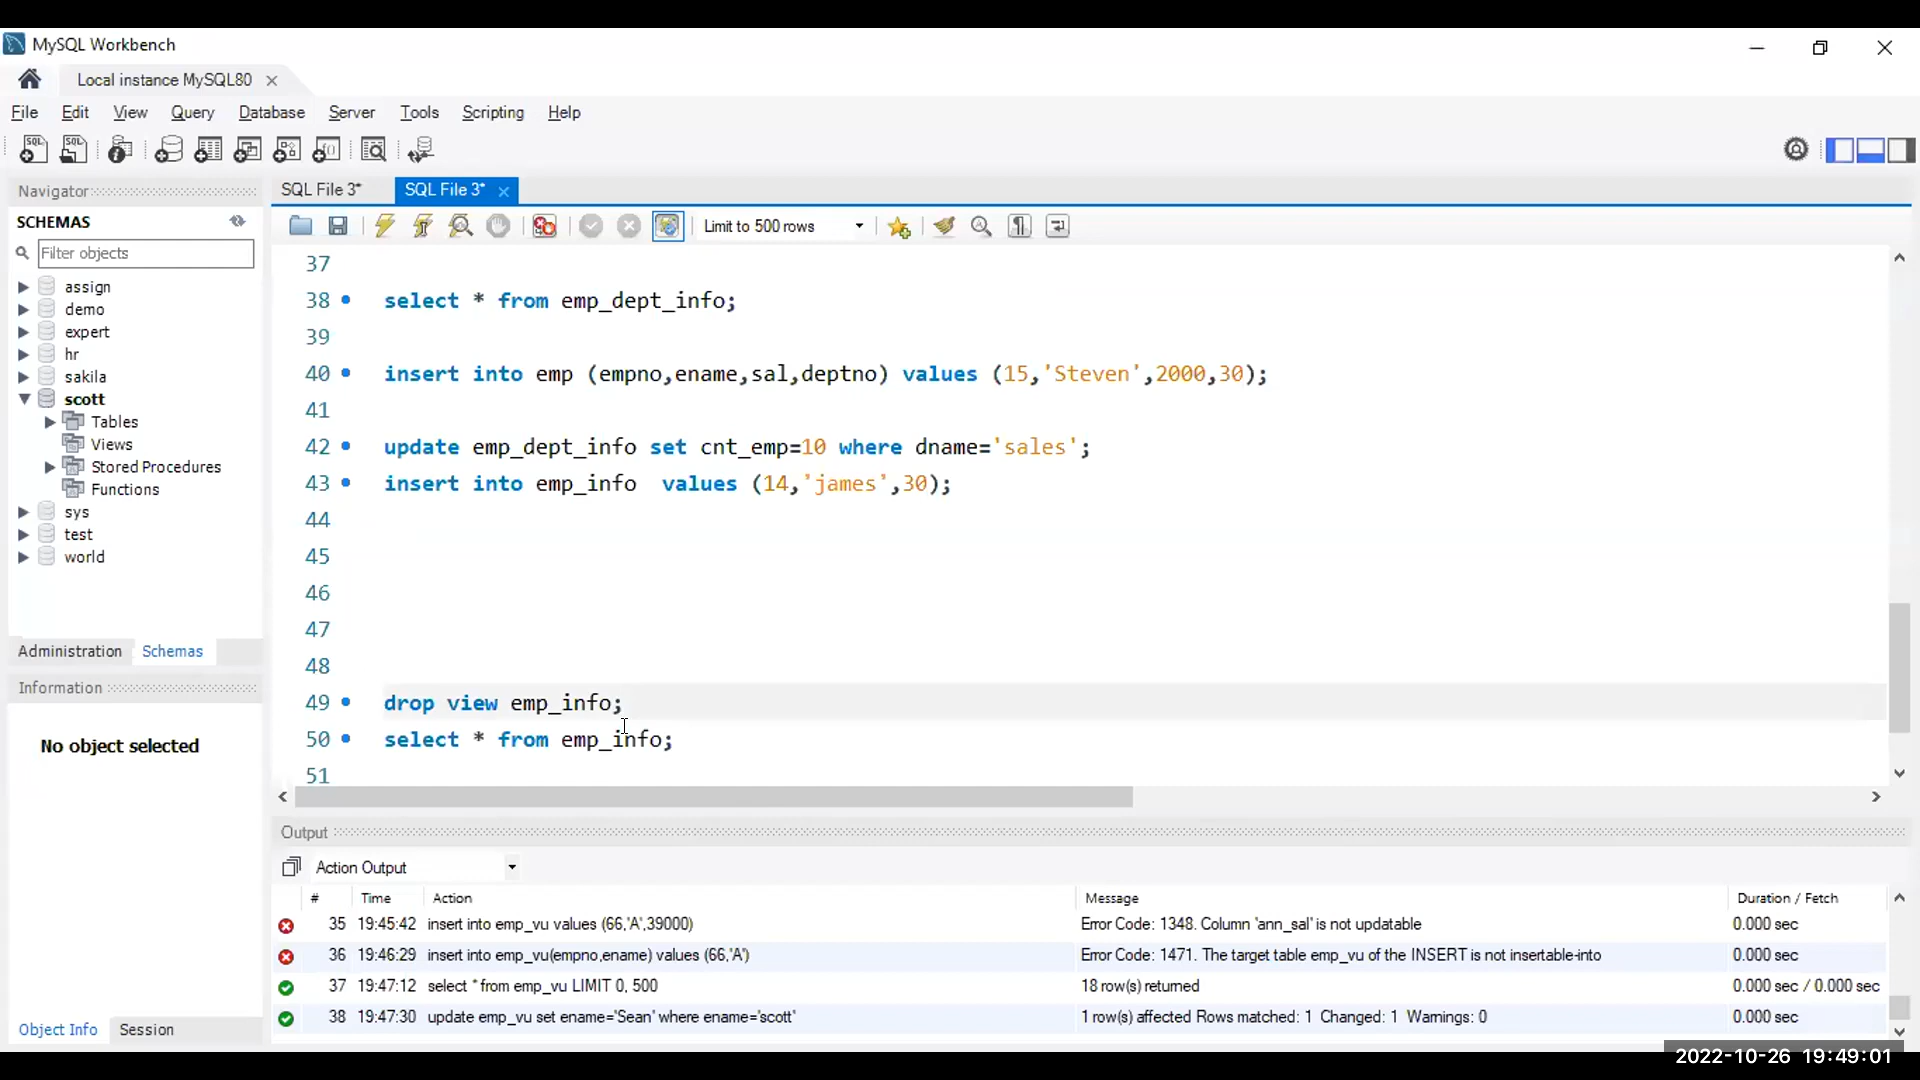 MySQL Workbench
Local instance MySQL80
File Edit View Query Database Server Tools Scripting Help
Navigator
SCHEMAS
Filter objects
assign
demo
expert
hr
sakila
scott
Tables
Views
Stored Procedures
Functions
sys
test
world
Administration Schemas
Information
No object selected
Object Info Session
SQL File 3* SQL File 3*
Limit to 500 rows
37
38 select * from emp_dept_info;
39
40 insert into emp (empno,ename,sal,deptno) values (15,'Steven',2000,30);
41
42 update emp_dept_info set cnt_emp=10 where dname='sales';
43 insert into emp_info  values (14,'james',30);
44
45
46
47
48
49 drop view emp_info;
50 select * from emp_info;
51
Output
Action Output
# Time Action Message Duration / Fetch
35 19:45:42 insert into emp_vu values (66,'A',39000) Error Code: 1348. Column 'ann_sal' is not updatable 0.000 sec
36 19:46:29 insert into emp_vu(empno,ename) values (66,'A') Error Code: 1471. The target table emp_vu of the INSERT is not insertable-into 0.000 sec
37 19:47:12 select * from emp_vu LIMIT 0, 500 18 row(s) returned 0.000 sec / 0.000 sec
38 19:47:30 update emp_vu set ename='Sean' where ename='scott' 1 row(s) affected Rows matched: 1  Changed: 1  Warnings: 0 0.000 sec
2022-10-26 19:49:01